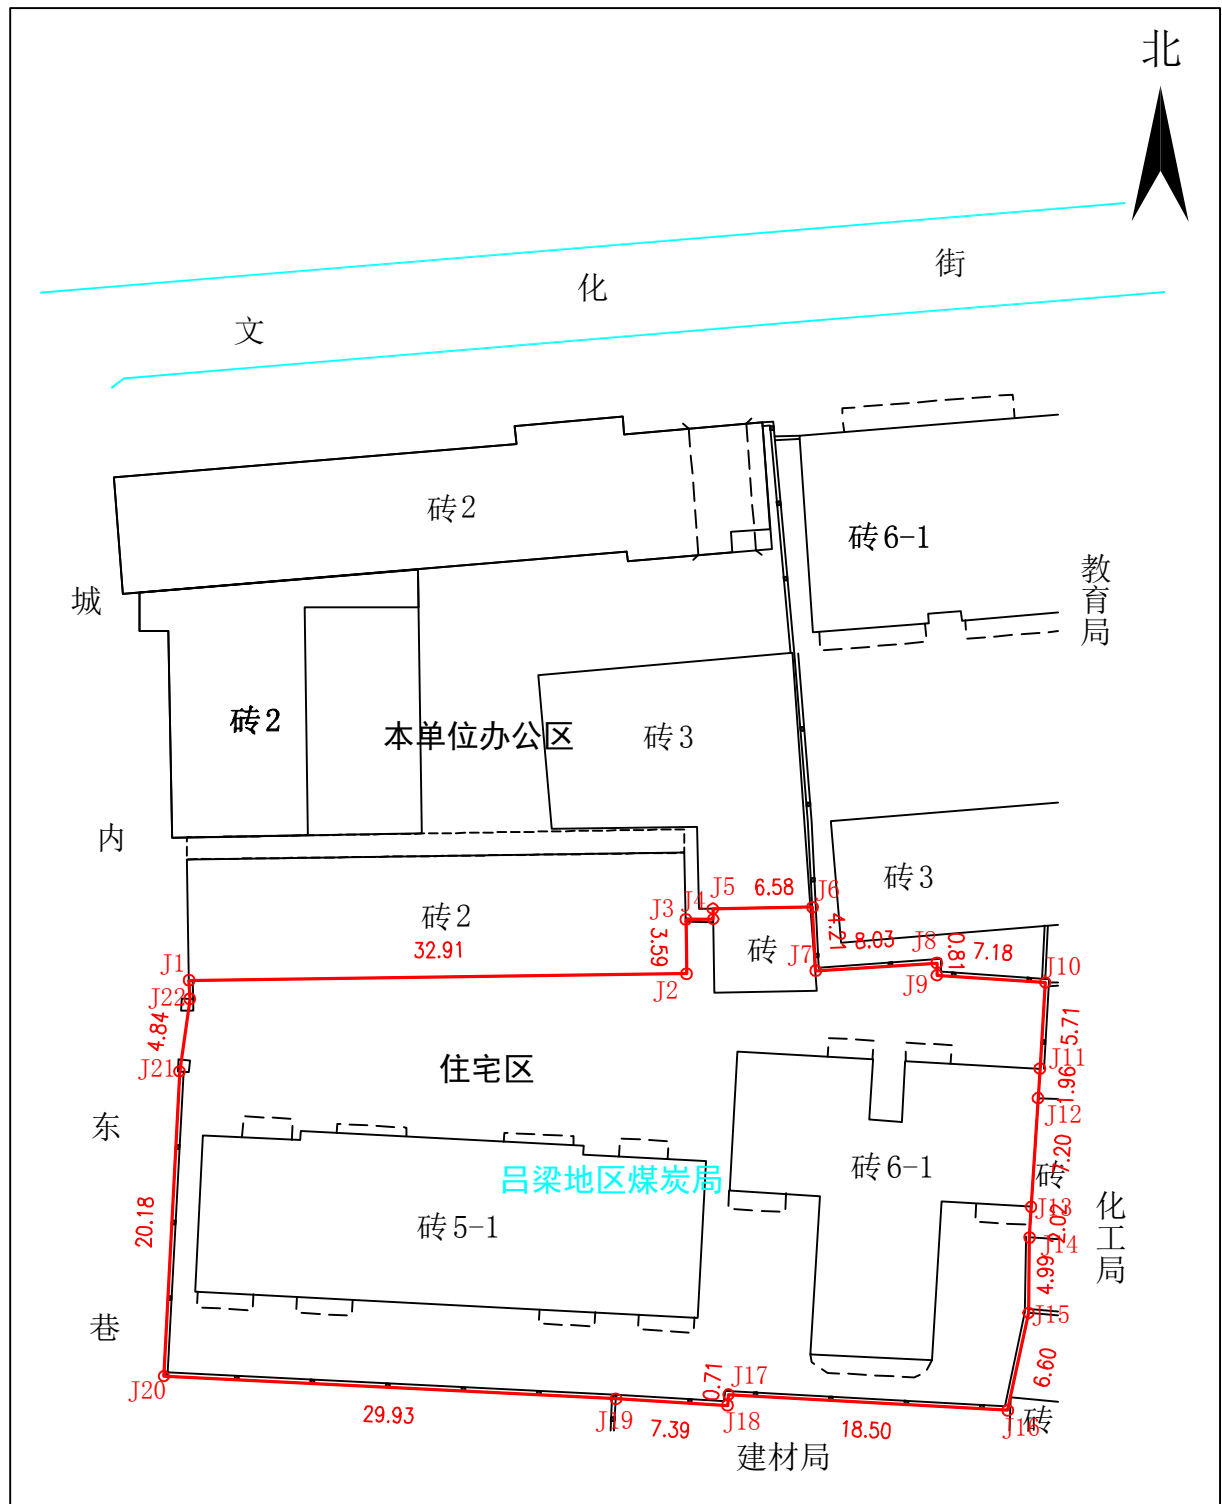 北
文 化 街
砖2
砖6-1
教育局
城
砖2
本单位办公区
砖3
内
砖3
砖2
J3
J4
J5
6.58
J6
4.21
8.03
J8
0.81
7.18
32.91
3.59
砖
J7
J9
J10
J1
J2
J22
4.84
5.71
J21
住宅区
J11
1.96
J12
东
吕梁地区煤炭局
砖6-1
7.20
砖
J13
化工局
20.18
砖5-1
2.02
J14
4.99
J15
巷
J20
29.93
J19
7.39
0.71
J17
J18
18.50
6.60
J16
砖
建材局